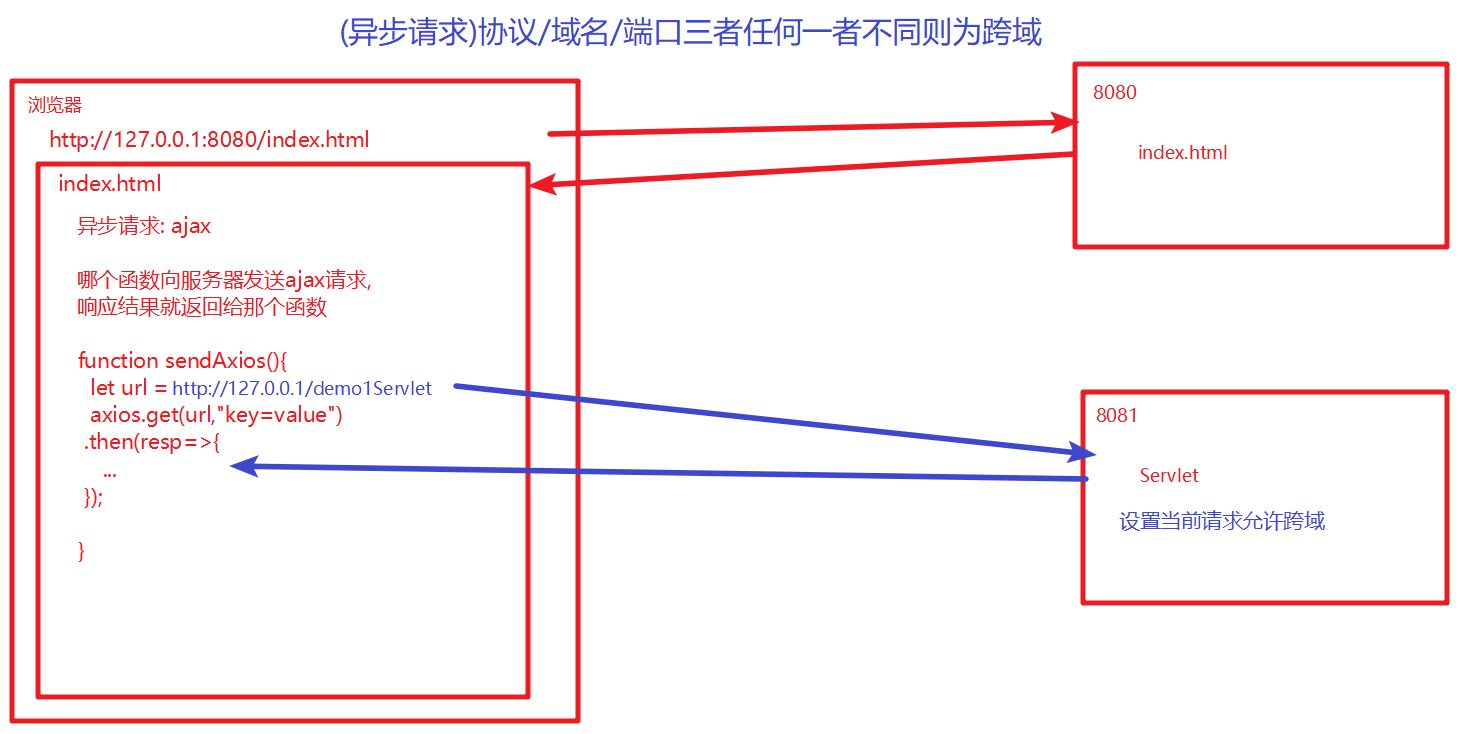 (异步请求)协议/域名/端口三者任何一者不同则为跨域
浏览器
http://127.0.0.1:8080/index.html
index.html
异步请求: ajax
哪个函数向服务器发送ajax请求,
响应结果就返回给那个函数
function sendAxios(){
let url = http://127.0.0.1/demo1Servlet
axios.get(url,"key=value")
.then(resp=>{
...
});
}
8080
index.html
8081
Servlet
设置当前请求允许跨域